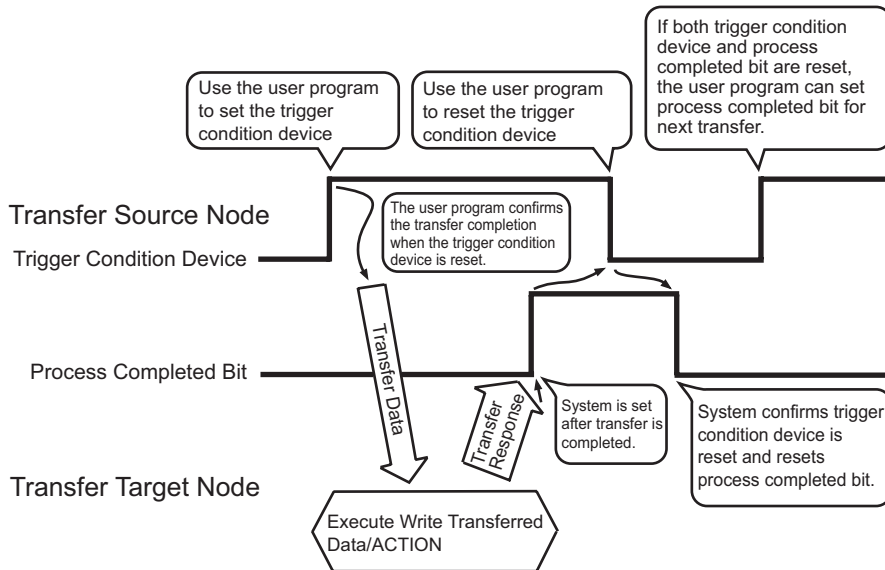 If both trigger condition
device and process
completed bit are reset,
the user program can set
process completed bit for
next transfer.
Use the user program
to set the trigger
condition device
Use the user program
to reset the trigger
condition device
Transfer Source Node
The user program confirms
the transfer completion
when the trigger condition
device is reset.
Trigger Condition Device
Transfer Data
Process Completed Bit
Transfer
Response
System is set
after transfer is
completed.
System confirms trigger
condition device is
reset and resets
process completed bit.
Transfer Target Node
Execute Write Transferred
Data/ACTION